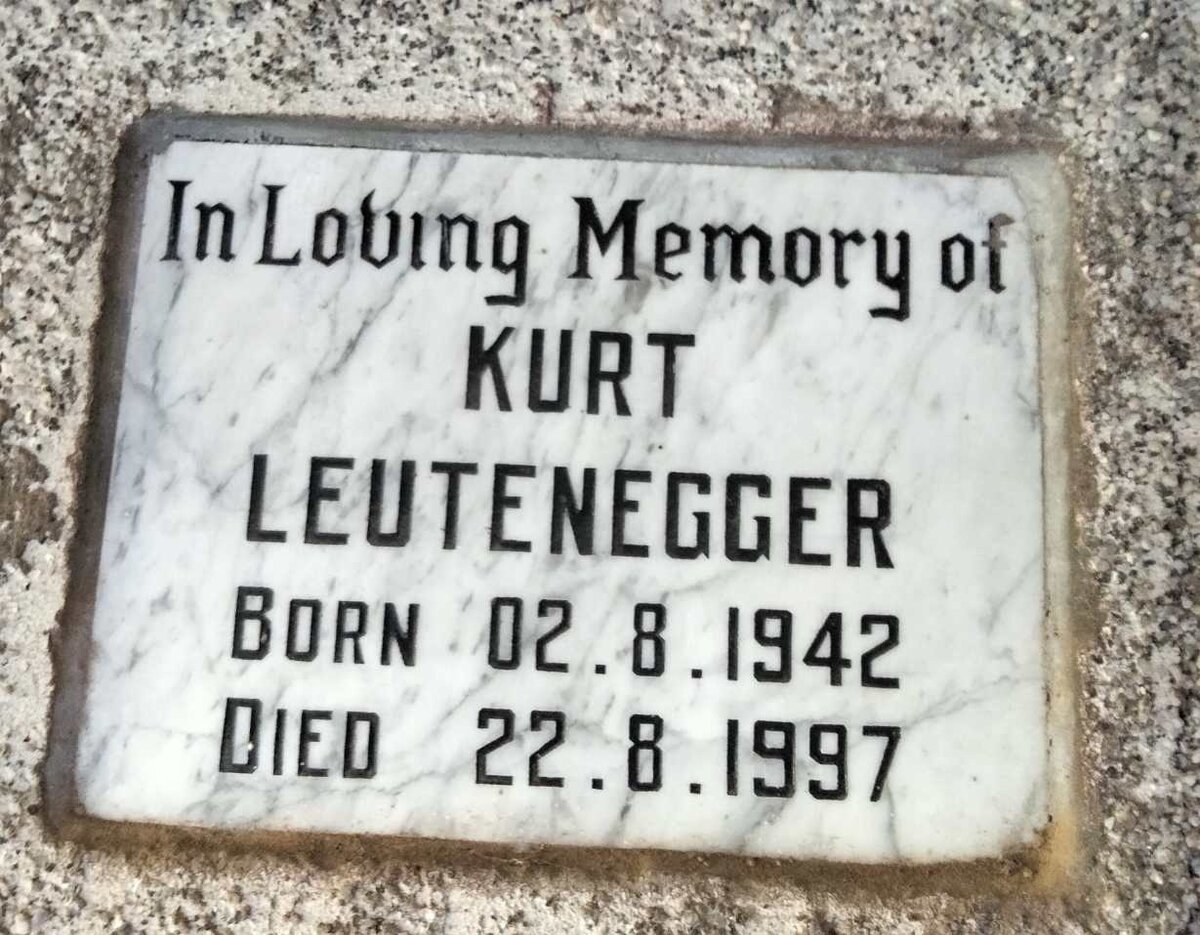 In Loving Memory of
KURT
LEUTENEGGER
BORN 02.8.1942
DIED 22.8.1997